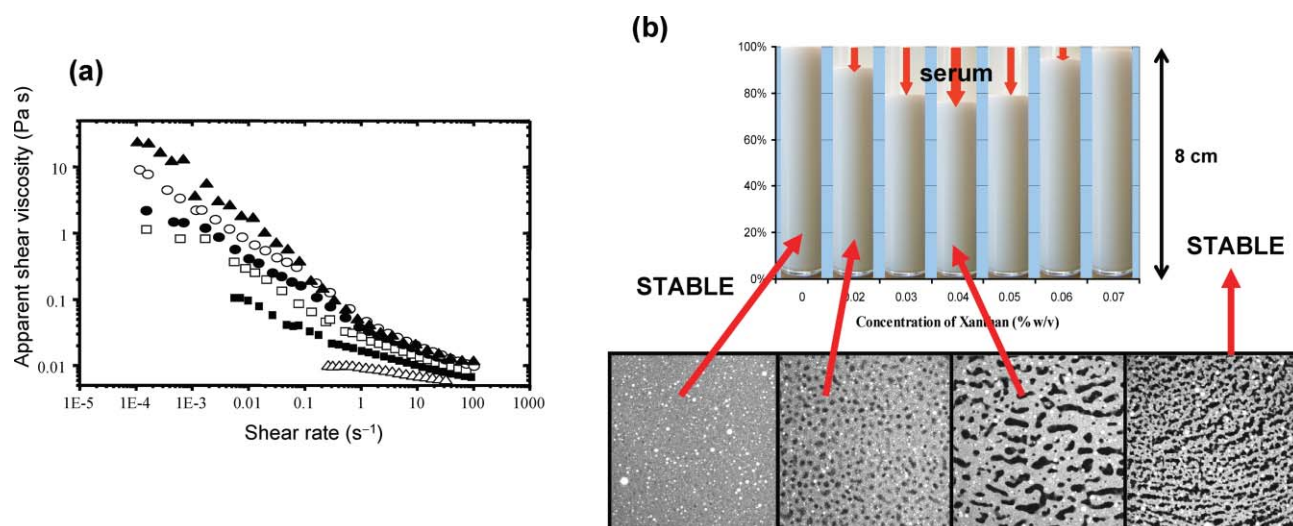 (a)
Apparent shear viscosity (Pa s)
10
1
0.1
0.01
1E-5 1E-4 1E-3 0.01 0.1 1 10 100 1000
Shear rate (s⁻¹)
(b)
100%
80%
60%
40%
20%
0%
serum
8 cm
STABLE
STABLE
0 0.02 0.03 0.04 0.05 0.06 0.07
Concentration of Xanthan (% w/v)